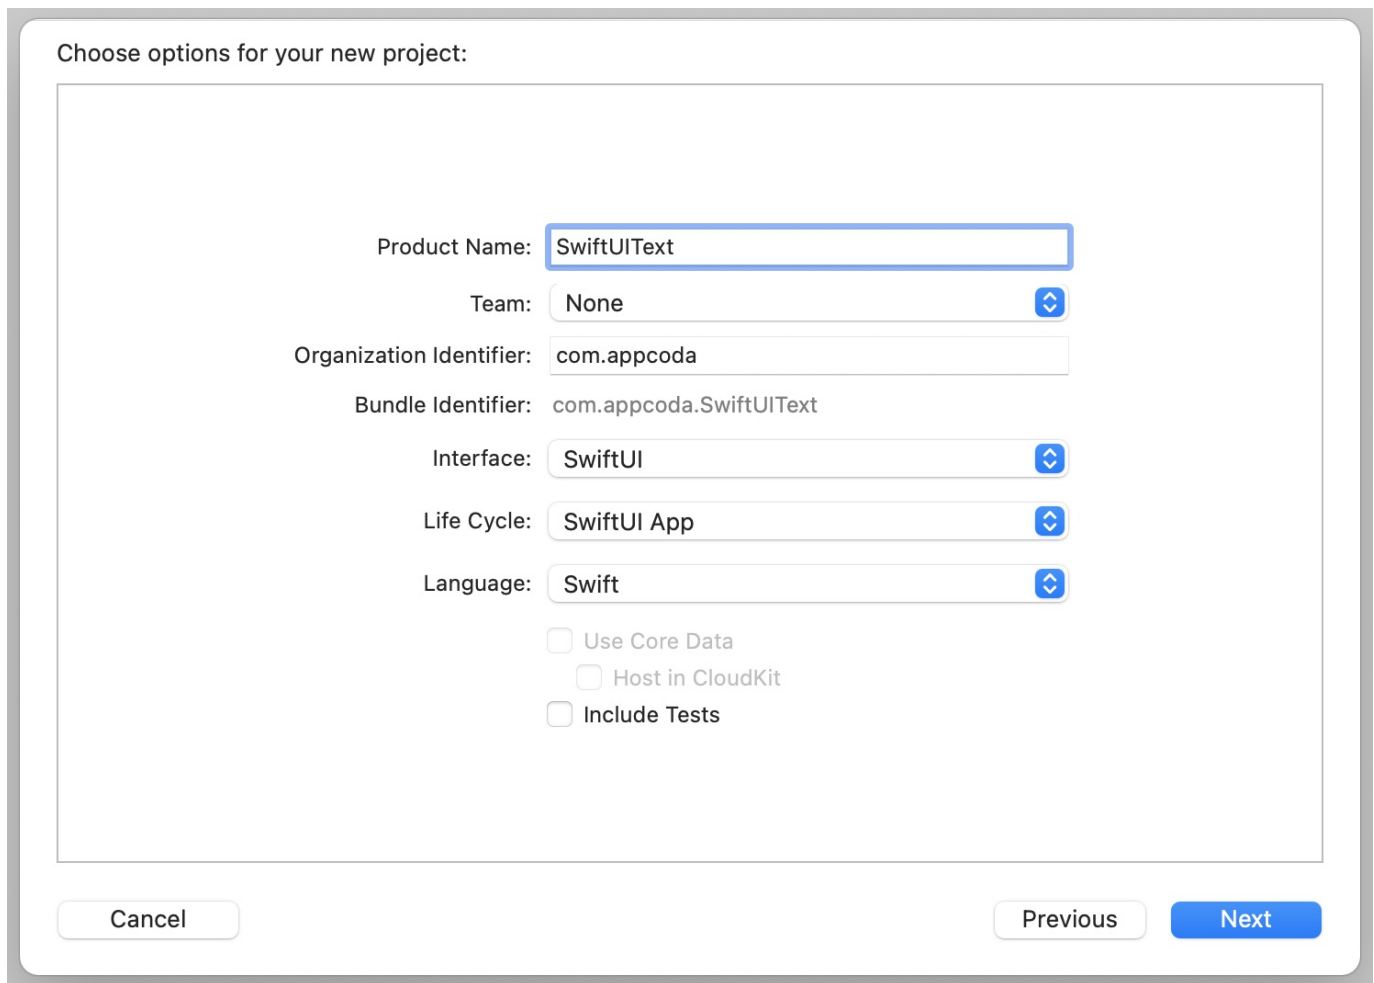 Choose options for your new project:
Product Name: SwiftUIText
Team: None
Organization Identifier: com.appcoda
Bundle Identifier: com.appcoda.SwiftUIText
Interface: SwiftUI
Life Cycle: SwiftUI App
Language: Swift
Use Core Data
Host in CloudKit
Include Tests
Cancel Previous Next